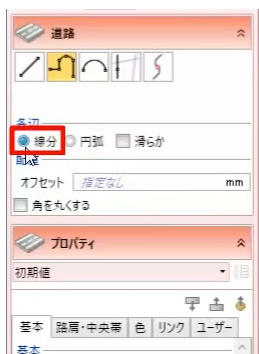 道路
各辺
線分 円弧 滑らか
配置
オフセット 指定なし mm
角を丸くする
プロパティ
初期値
基本 路肩・中央帯 色 リンク ユーザー
基本